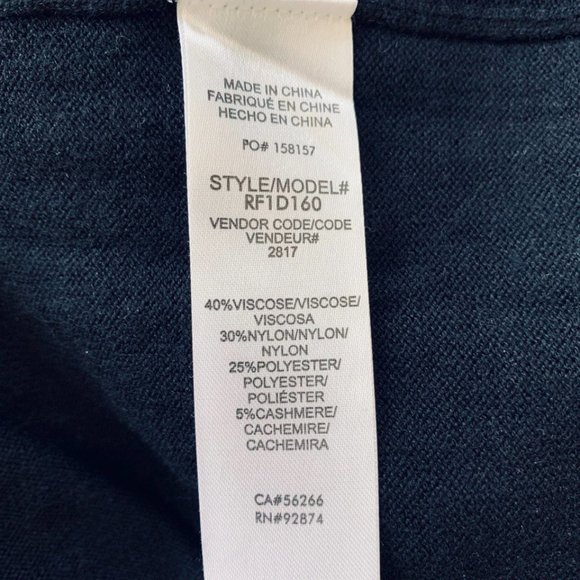 MADE IN CHINA
FABRIQUÉ EN CHINE
HECHO EN CHINA
PO# 158157
STYLE/MODEL#
RF1D160
VENDOR CODE/CODE
VENDEUR#
2817
40%VISCOSE/VISCOSE/
VISCOSA
30%NYLON/NYLON/
NYLON
25%POLYESTER/
POLYESTER/
POLIÉSTER
5%CASHMERE/
CACHEMIRE/
CACHEMIRA
CA#56266
RN#92874